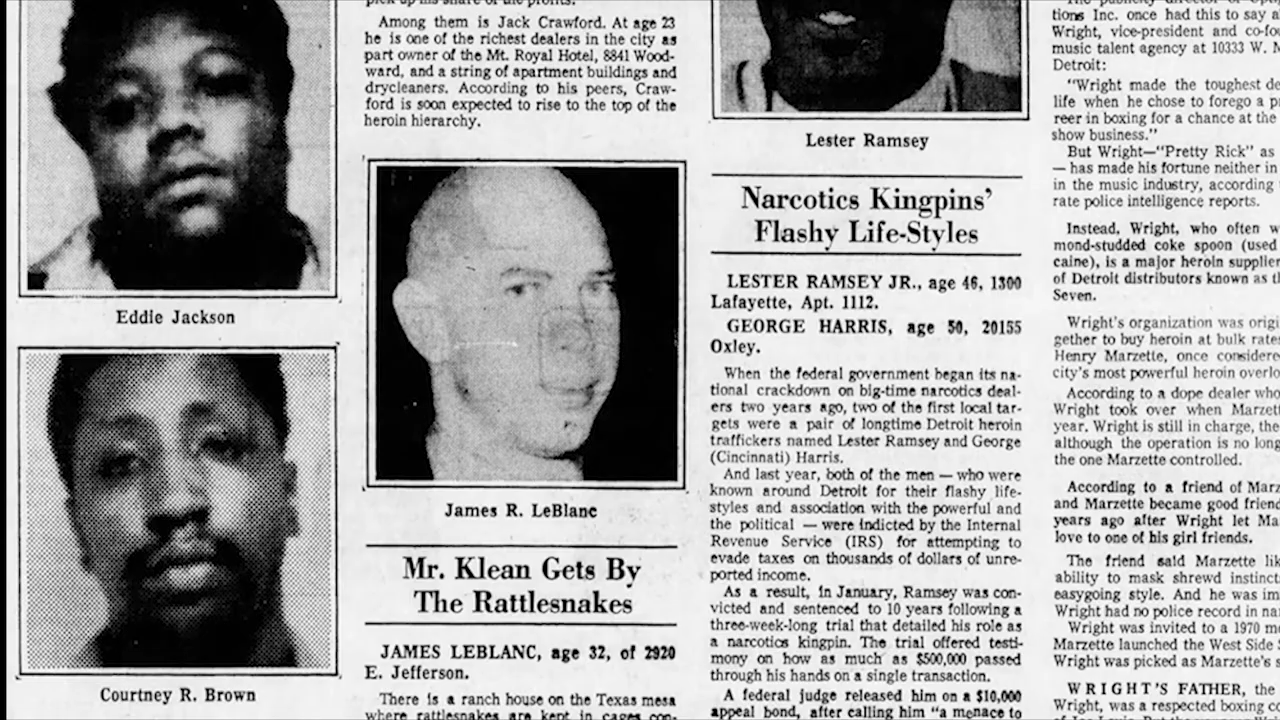 Eddie Jackson
Courtney R. Brown
pick up his share of the profits.
Among them is Jack Crawford. At age 23
he is one of the richest dealers in the city as
part owner of the Mt. Royal Hotel, 8841 Wood-
ward, and a string of apartment buildings and
drycleaners. According to his peers, Craw-
ford is soon expected to rise to the top of the
heroin hierarchy.
James R. LeBlanc
Mr. Klean Gets By
The Rattlesnakes
JAMES LEBLANC, age 32, of 2920
E. Jefferson.
There is a ranch house on the Texas mesa
where rattlesnakes are kept in cages con-
Lester Ramsey
Narcotics Kingpins’
Flashy Life-Styles
LESTER RAMSEY JR., age 46, 1300
Lafayette, Apt. 1112.
GEORGE HARRIS, age 50, 20155
Oxley.
When the federal government began its na-
tional crackdown on big-time narcotics deal-
ers two years ago, two of the first local tar-
gets were a pair of longtime Detroit heroin
traffickers named Lester Ramsey and George
(Cincinnati) Harris.
And last year, both of the men — who were
known around Detroit for their flashy life-
styles and association with the powerful and
the political — were indicted by the Internal
Revenue Service (IRS) for attempting to
evade taxes on thousands of dollars of unre-
ported income.
As a result, in January, Ramsey was con-
victed and sentenced to 10 years following a
three-week-long trial that detailed his role as
a narcotics kingpin. The trial offered testi-
mony on how as much as $500,000 passed
through his hands on a single transaction.
A federal judge released him on a $10,000
appeal bond, after calling him “a menace to
The publicity director of
tions Inc. once had this to say a
Wright, vice-president and co-fo
music talent agency at 10333 W. M
Detroit:
“Wright made the toughest de
life when he chose to forego a p
reer in boxing for a chance at the
show business.”
But Wright—“Pretty Rick” as
— has made his fortune neither in
in the music industry, according
rate police intelligence reports.
Instead, Wright, who often w
mond-studded coke spoon (used
caine), is a major heroin supplier
of Detroit distributors known as t
Seven.
Wright’s organization was origi
gether to buy heroin at bulk rates
Henry Marzette, once considere
city’s most powerful heroin overlo
According to a dope dealer who
Wright took over when Marzet
year. Wright is still in charge, the
although the operation is no long
the one Marzette controlled.
According to a friend of Marz
and Marzette became good frien
years ago after Wright let Ma
love to one of his girl friends.
The friend said Marzette lik
ability to mask shrewd instinct
easygoing style. And he was im
Wright had no police record in na
Wright was invited to a 1970 m
Marzette launched the West Side
Wright was picked as Marzette’s s
WRIGHT’S FATHER, the
Wright, was a respected boxing c